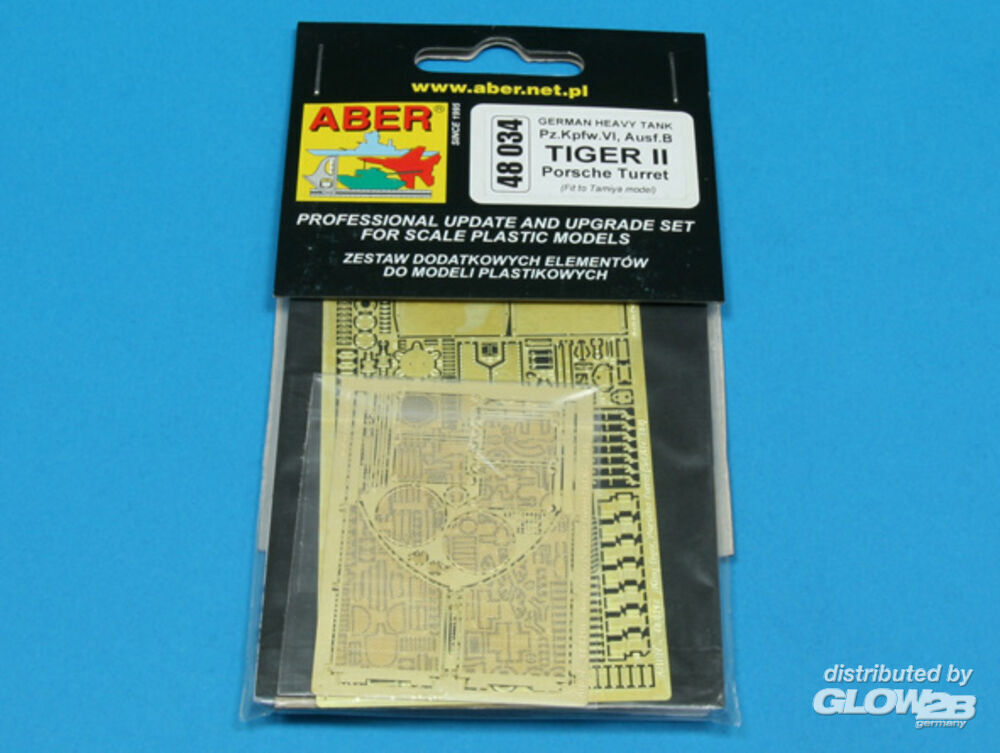 www.aber.net.pl
ABER®
SINCE 1995
48 034
GERMAN HEAVY TANK
Pz.Kpfw.VI, Ausf.B
TIGER II
Porsche Turret
(Fit to Tamiya model)
PROFESSIONAL UPDATE AND UPGRADE SET
FOR SCALE PLASTIC MODELS
ZESTAW DODATKOWYCH ELEMENTÓW
DO MODELI PLASTIKOWYCH
distributed by
GLOW2B
germany